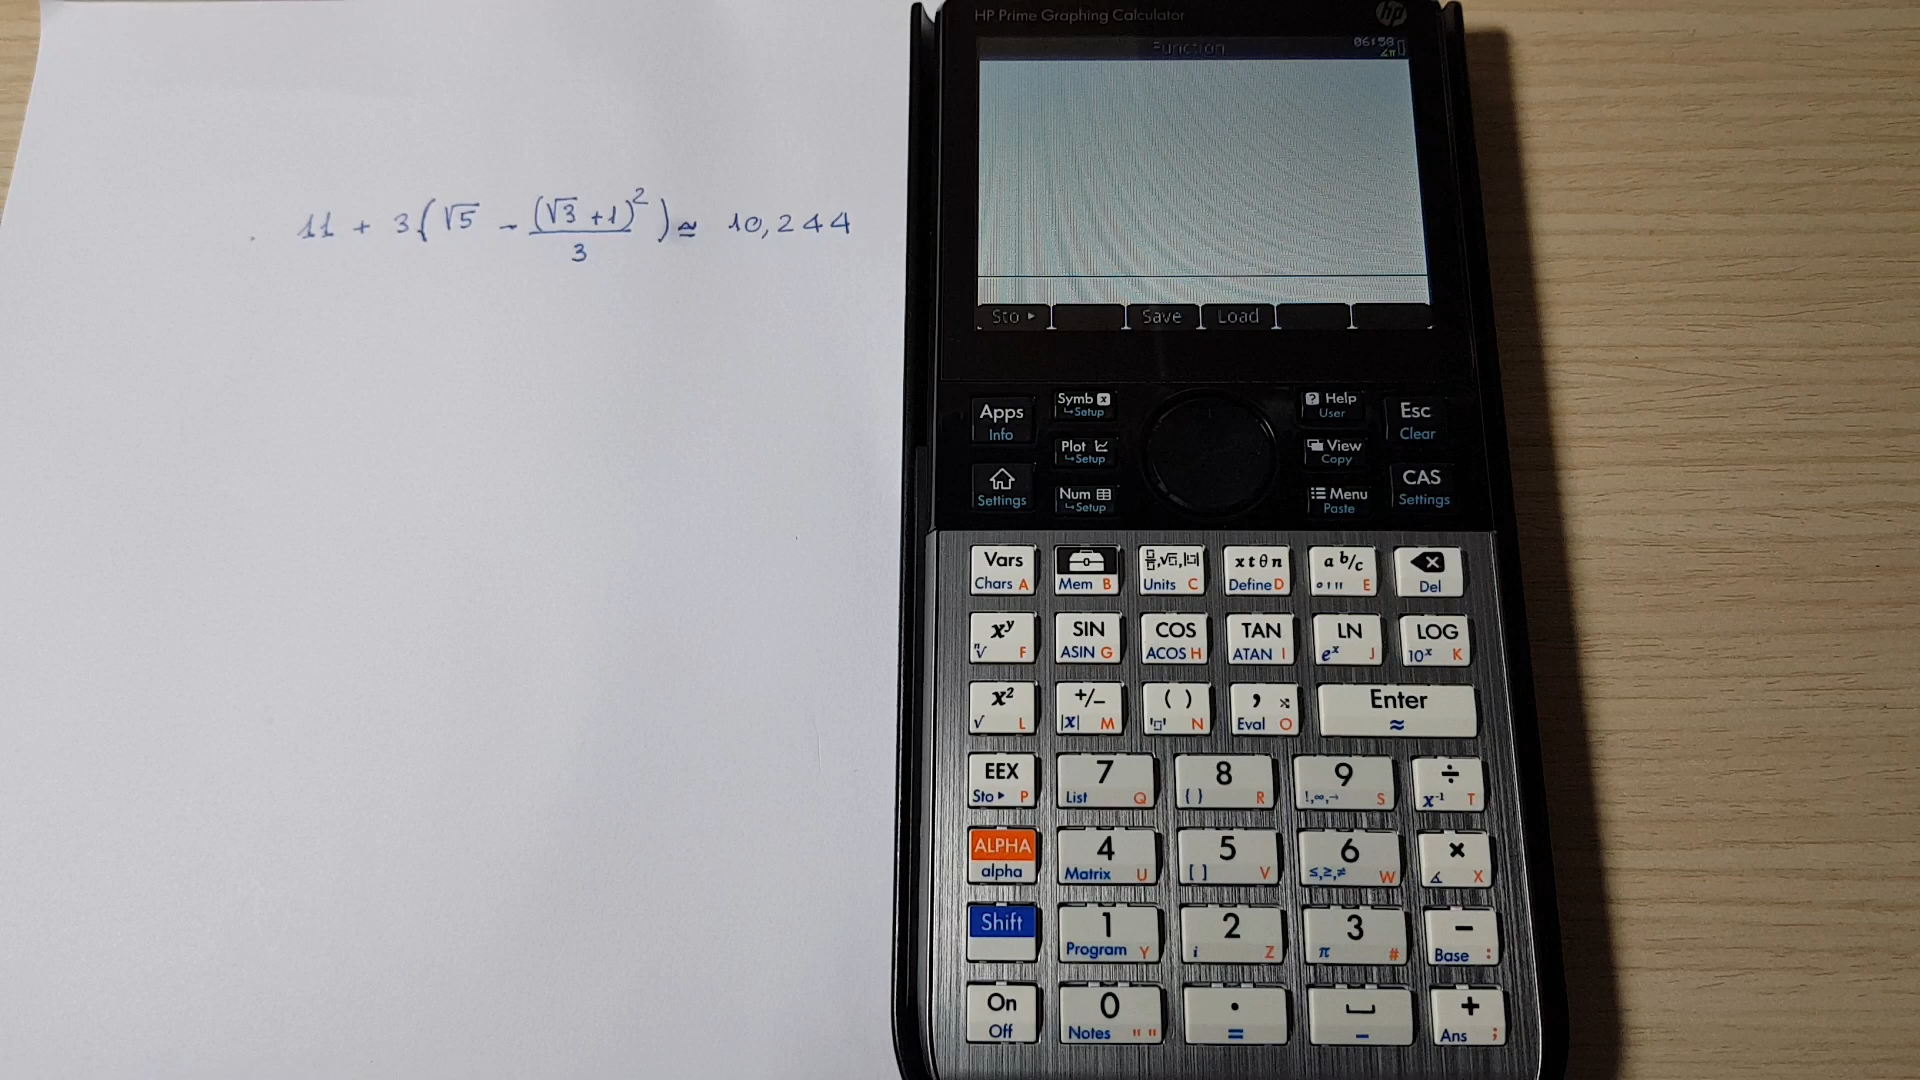 HP Prime Graphing Calculator hp
Function 06:58
∡π
11 + 3(√5 - (√3 + 1)²/3) ≃ 10,244
Sto ▸ Save Load
Apps Info
Symb ↳Setup
? Help User
Esc Clear
Plot ↳Setup
View Copy
Settings
Num ↳Setup
Menu Paste
CAS Settings
Vars Chars A
Mem B
Units C
x t θ n Define D
a b/c ° ' " E
Del
xʸ ⁿ√ F
SIN ASIN G
COS ACOS H
TAN ATAN I
LN eˣ J
LOG 10ˣ K
x² √ L
+/− |x| M
( ) N
, Eval O
Enter ≈
EEX Sto ▸ P
7 List Q
8 { } R
9 !,∞,→ S
÷ x⁻¹ T
ALPHA alpha
4 Matrix U
5 [ ] V
6 ≤,≥,≠ W
× ∡ X
Shift
1 Program Y
2 i Z
3 π #
− Base :
On Off
0 Notes " "
. =
␣ _
+ Ans ;